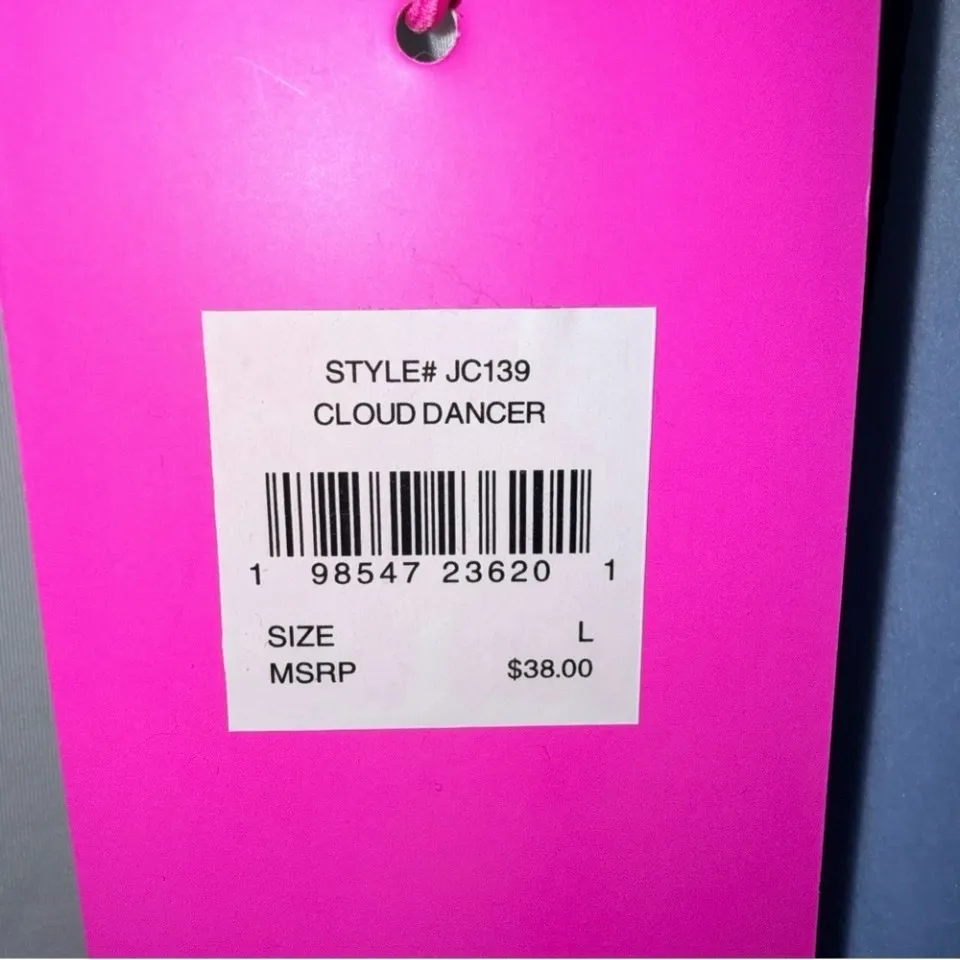 STYLE# JC139
CLOUD DANCER
1 98547 23620 1
SIZE L
MSRP $38.00